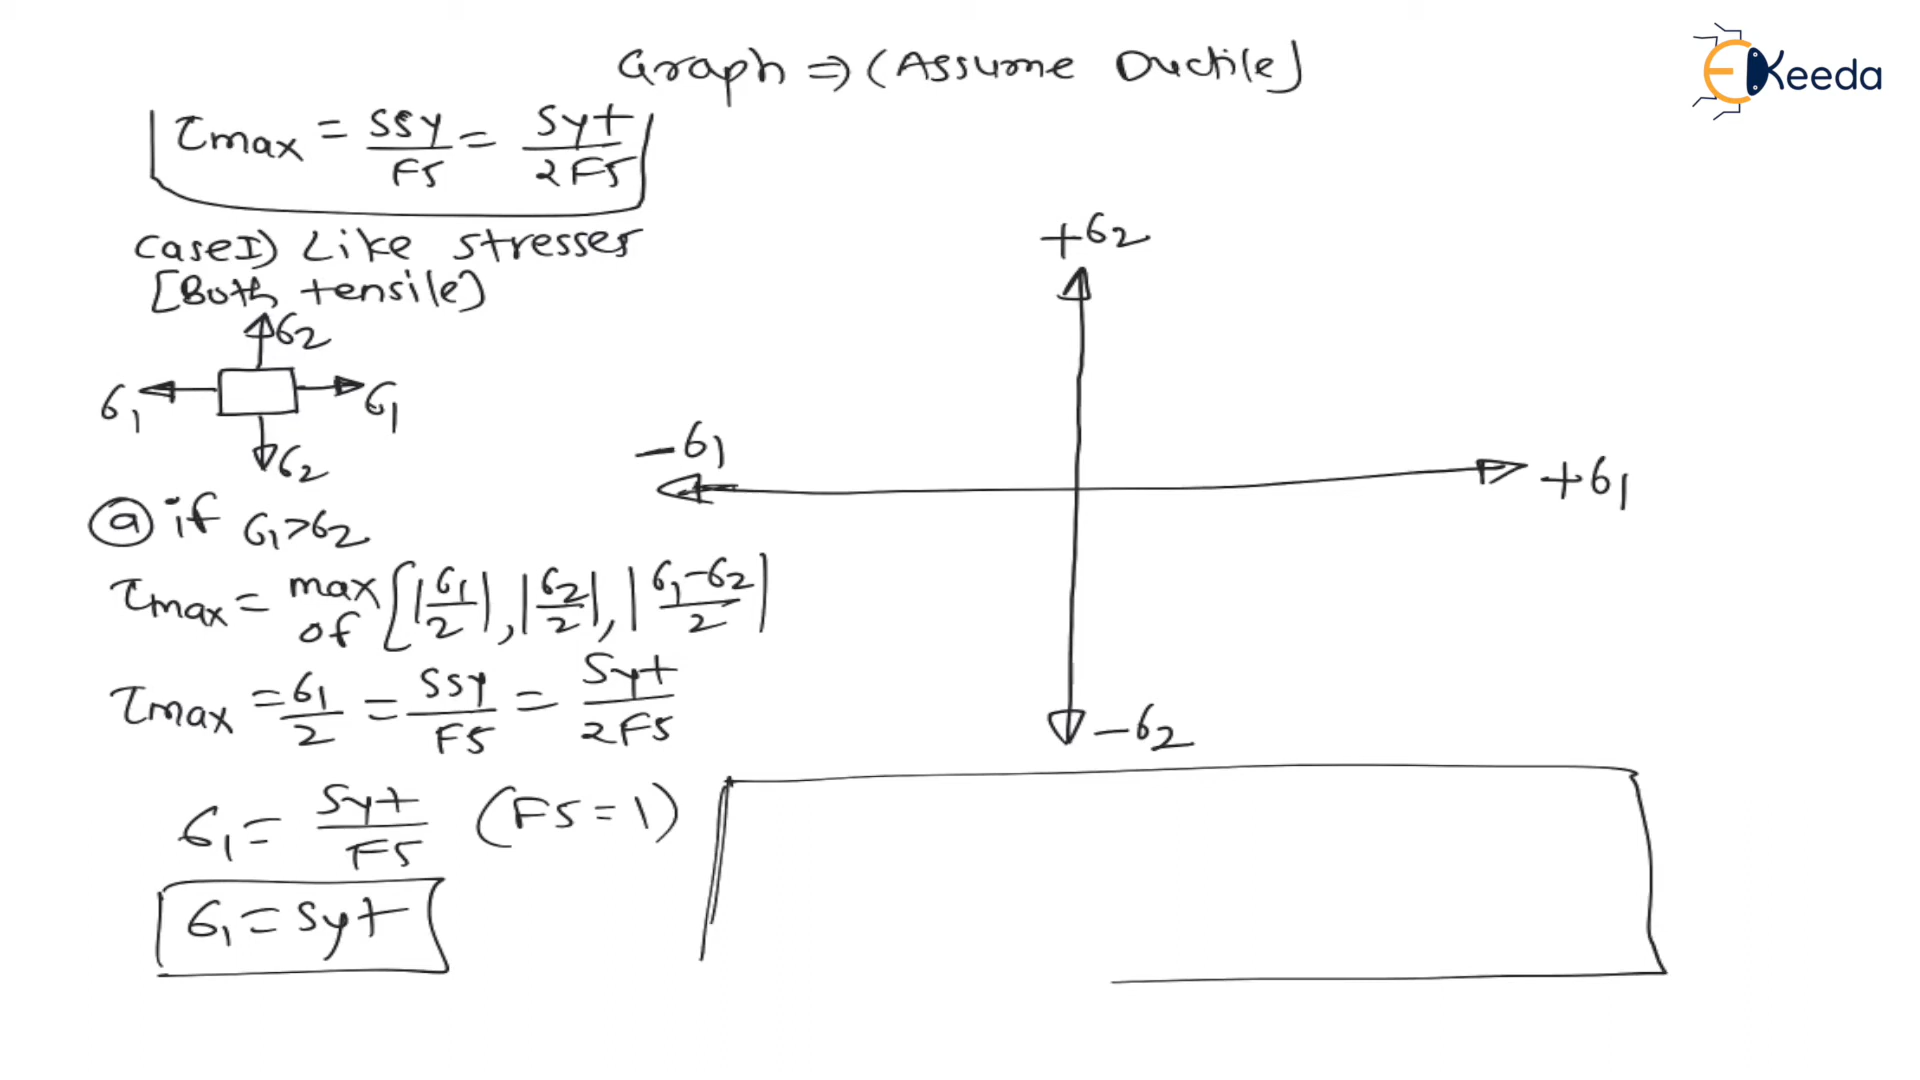 Graph ⇒ (Assume Ductile)
EKeeda
τmax = SSy/FS = Syt/2FS
Case I) Like stresses
[Both tensile]
+σ2
σ2
σ1 σ1
σ2
-σ1
+σ1
ⓐ if σ1>σ2
τmax = max of [|σ1/2|, |σ2/2|, |σ1-σ2/2|
τmax = σ1/2 = SSy/FS = Syt/2FS
-σ2
σ1 = Syt/FS (FS=1)
σ1 = Syt